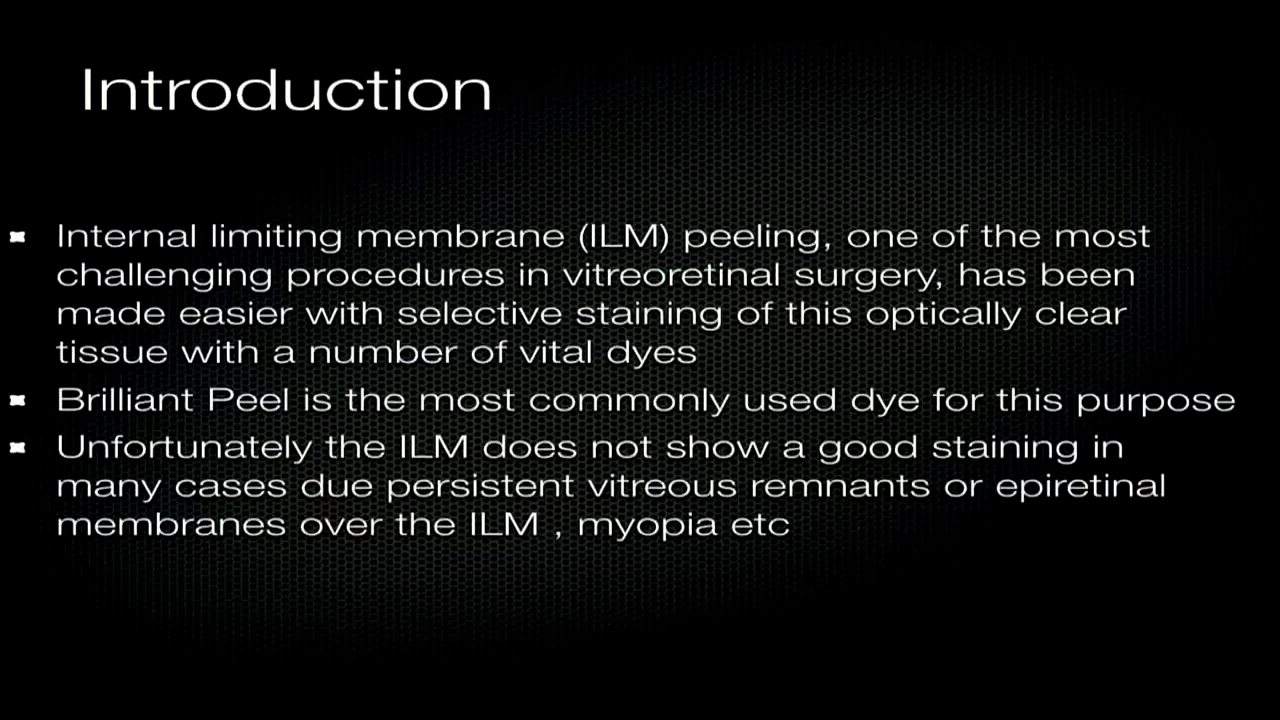 Introduction
Internal limiting membrane (ILM) peeling, one of the most
challenging procedures in vitreoretinal surgery, has been
made easier with selective staining of this optically clear
tissue with a number of vital dyes
Brilliant Peel is the most commonly used dye for this purpose
Unfortunately the ILM does not show a good staining in
many cases due persistent vitreous remnants or epiretinal
membranes over the ILM , myopia etc